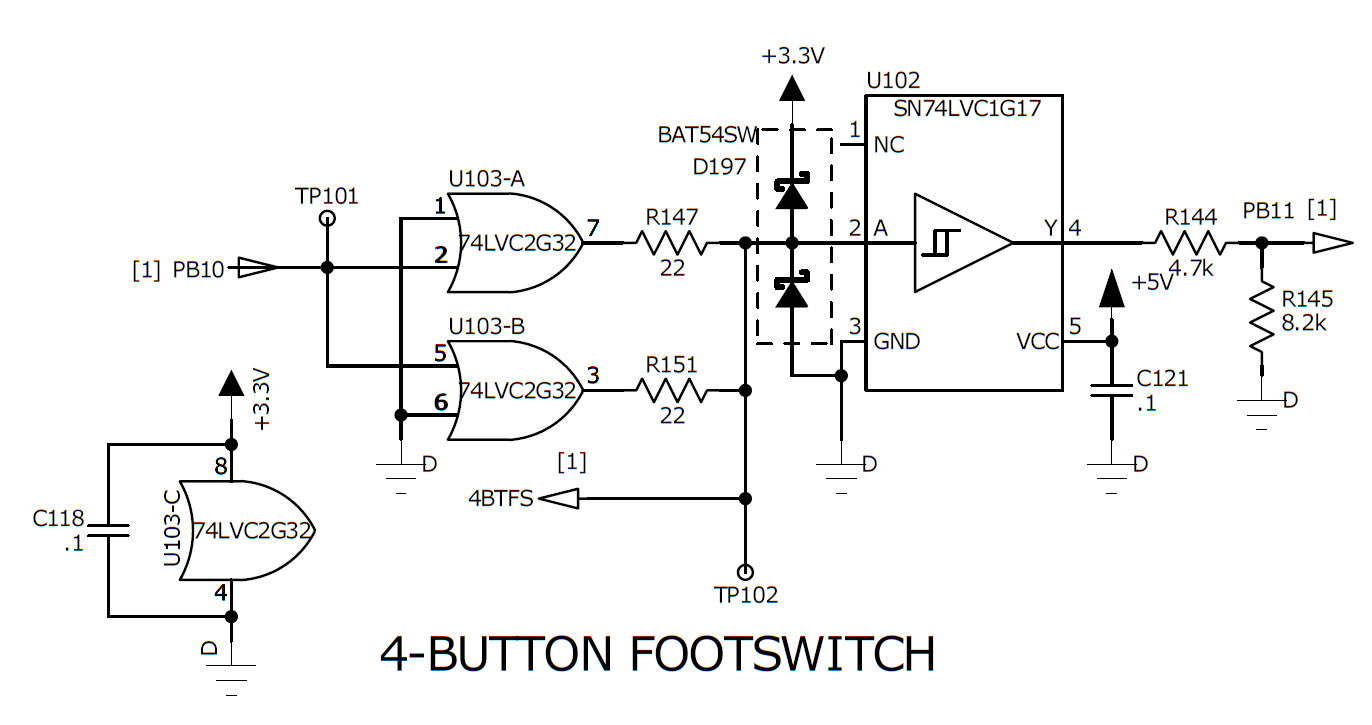 +3.3V
U102
SN74LVC1G17
BAT54SW
D197
1
NC
U103-A
TP101
1
74LVC2G32
2
7
R147
22
2
A
Y
4
R144
4.7k
PB11 [1]
[1] PB10
+5V
R145
8.2k
U103-B
5
74LVC2G32
6
3
R151
22
3
GND
VCC
5
C121
.1
D
D
D
D
+3.3V
8
[1]
4BTFS
C118
.1
U103-C
74LVC2G32
4
TP102
D
4-BUTTON FOOTSWITCH